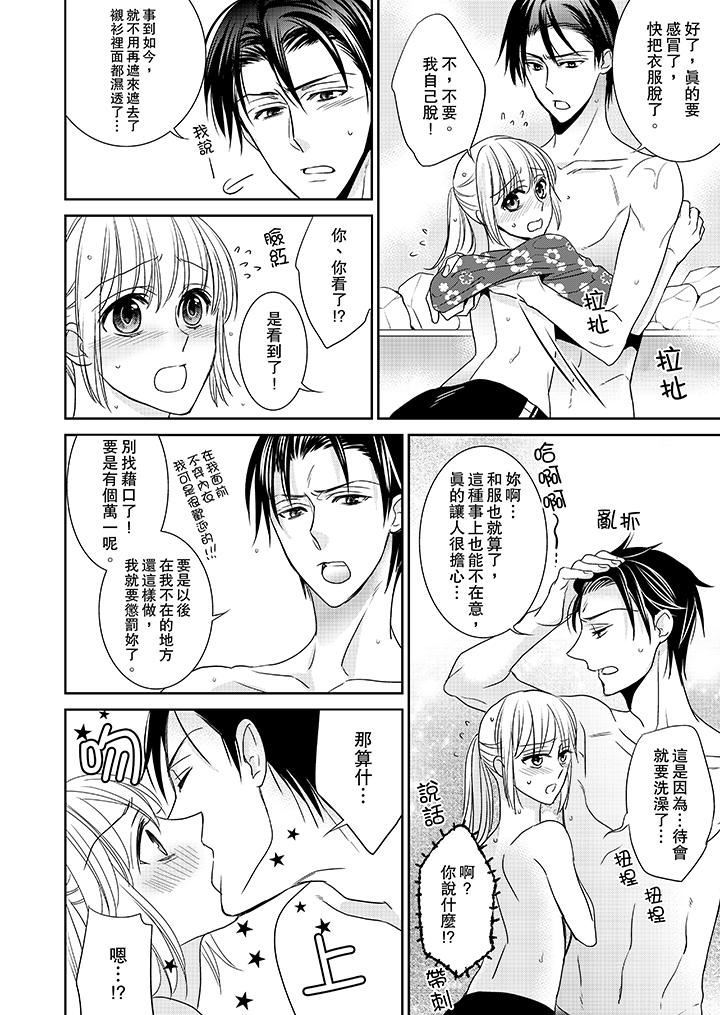 好了，真的要
感冒了，
快把衣服脫了。
不，不要。
我自己脫！
拉扯
拉扯
事到如今，
就不用再遮來遮去了
襯衫裡面都濕透了…
我說—
你、你看了!?
臉紅
是看到了！
哈啊啊～
亂抓
妳啊…
和服也就算了，
這種事上也能不在意，
真的讓人很擔心…
這是因為…待會
就要洗澡了…
扭捏
扭捏
說話
啊？
你說什麼!?
帶刺
在我面前
不穿內衣
我可是很歡迎的!!!
別找藉口了！
要是有個萬一呢。
要是以後
在我不在的地方
還這樣做，
我就要懲罰妳了。
那算什…
吻
上
嗯…!?